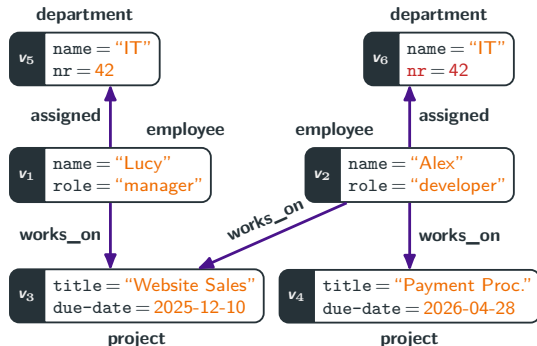 department
department
v5
name = “IT”
nr = 42
v6
name = “IT”
nr = 42
assigned
assigned
employee
employee
v1
name = “Lucy”
role = “manager”
v2
name = “Alex”
role = “developer”
works_on
works_on
works_on
v3
title = “Website Sales”
due-date = 2025-12-10
v4
title = “Payment Proc.”
due-date = 2026-04-28
project
project